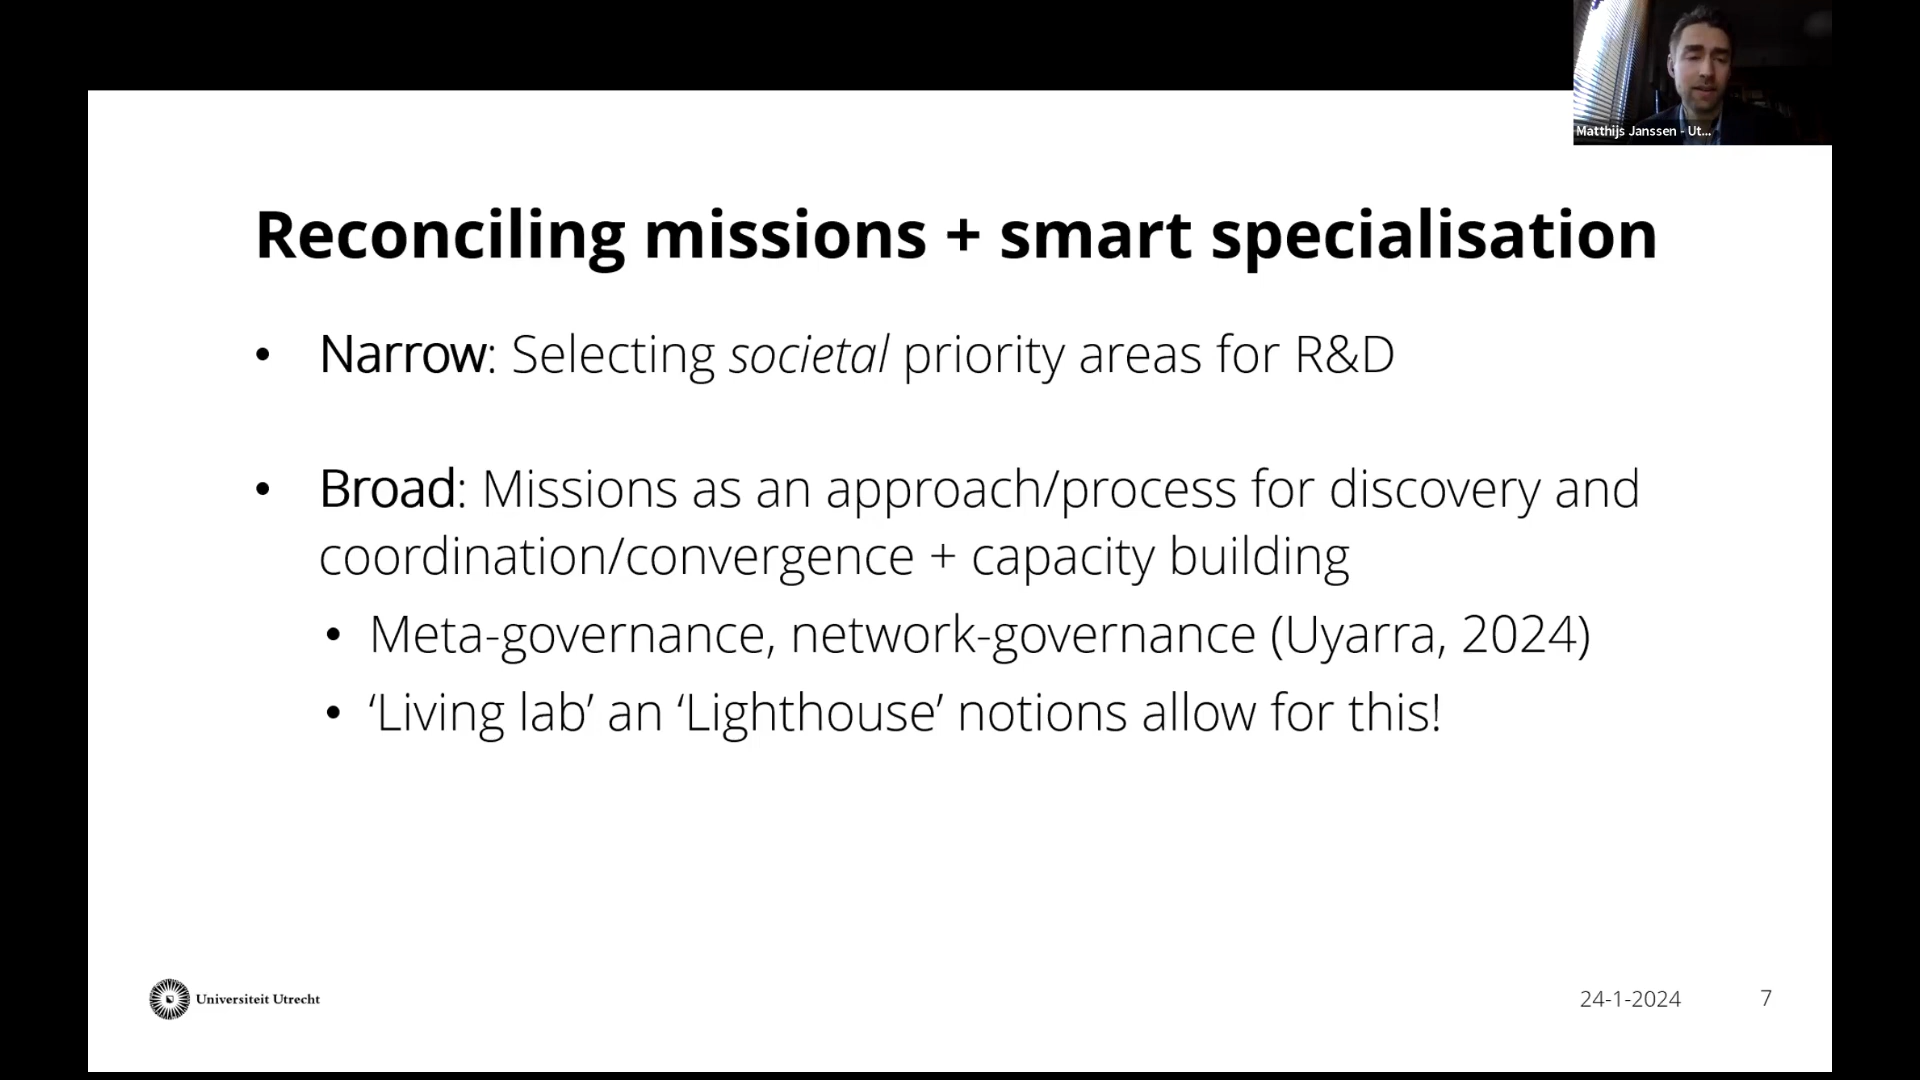 Matthijs Janssen - Ut...
Reconciling missions + smart specialisation
• Narrow: Selecting societal priority areas for R&D
• Broad: Missions as an approach/process for discovery and
coordination/convergence + capacity building
• Meta-governance, network-governance (Uyarra, 2024)
• ‘Living lab’ an ‘Lighthouse’ notions allow for this!
Universiteit Utrecht
24-1-2024
7